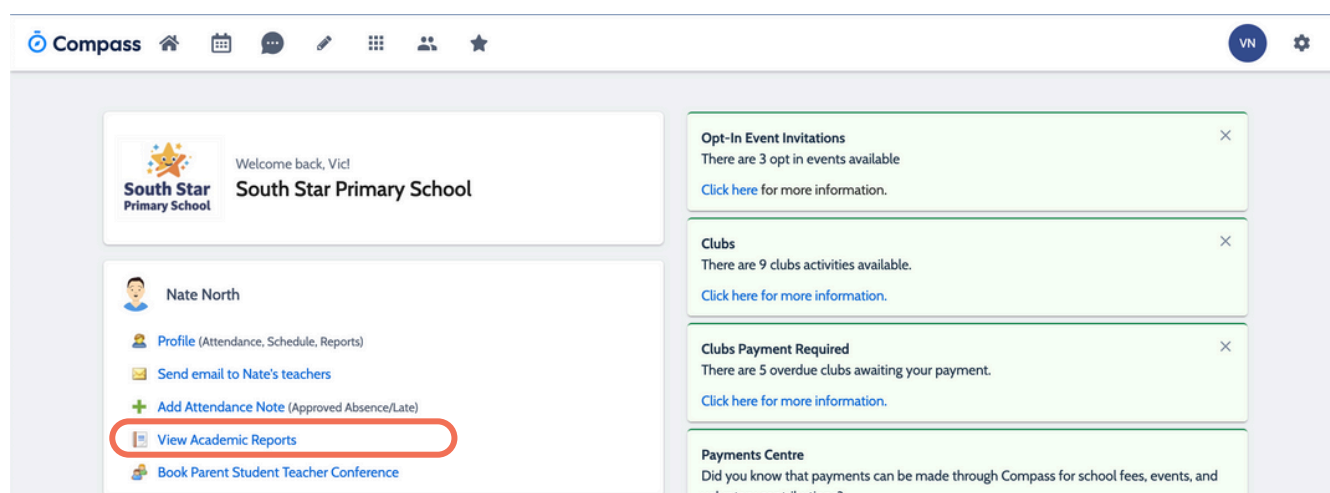 Compass
VN
South Star
Primary School
Welcome back, Vic!
South Star Primary School
Nate North
Profile (Attendance, Schedule, Reports)
Send email to Nate's teachers
Add Attendance Note (Approved Absence/Late)
View Academic Reports
Book Parent Student Teacher Conference
Opt-In Event Invitations
There are 3 opt in events available
Click here for more information.
Clubs
There are 9 clubs activities available.
Click here for more information.
Clubs Payment Required
There are 5 overdue clubs awaiting your payment.
Click here for more information.
Payments Centre
Did you know that payments can be made through Compass for school fees, events, and